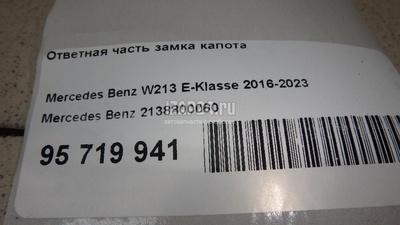 Ответная часть замка капота
Mercedes Benz W213 E-Klasse 2016-2023
Mercedes Benz 2138800060
95 719 941